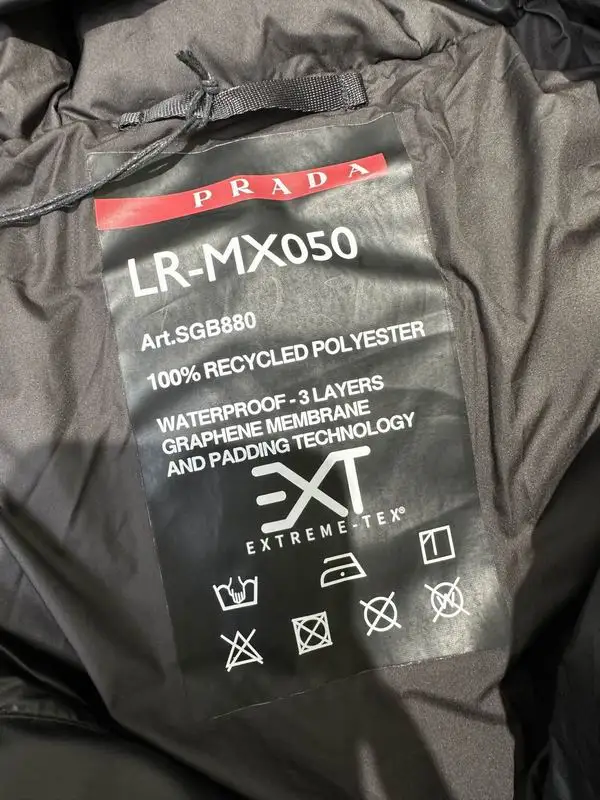 PRADA
LR-MX050
Art.SGB880
100% RECYCLED POLYESTER
WATERPROOF - 3 LAYERS
GRAPHENE MEMBRANE
AND PADDING TECHNOLOGY
EXT
EXTREME-TEX®
W